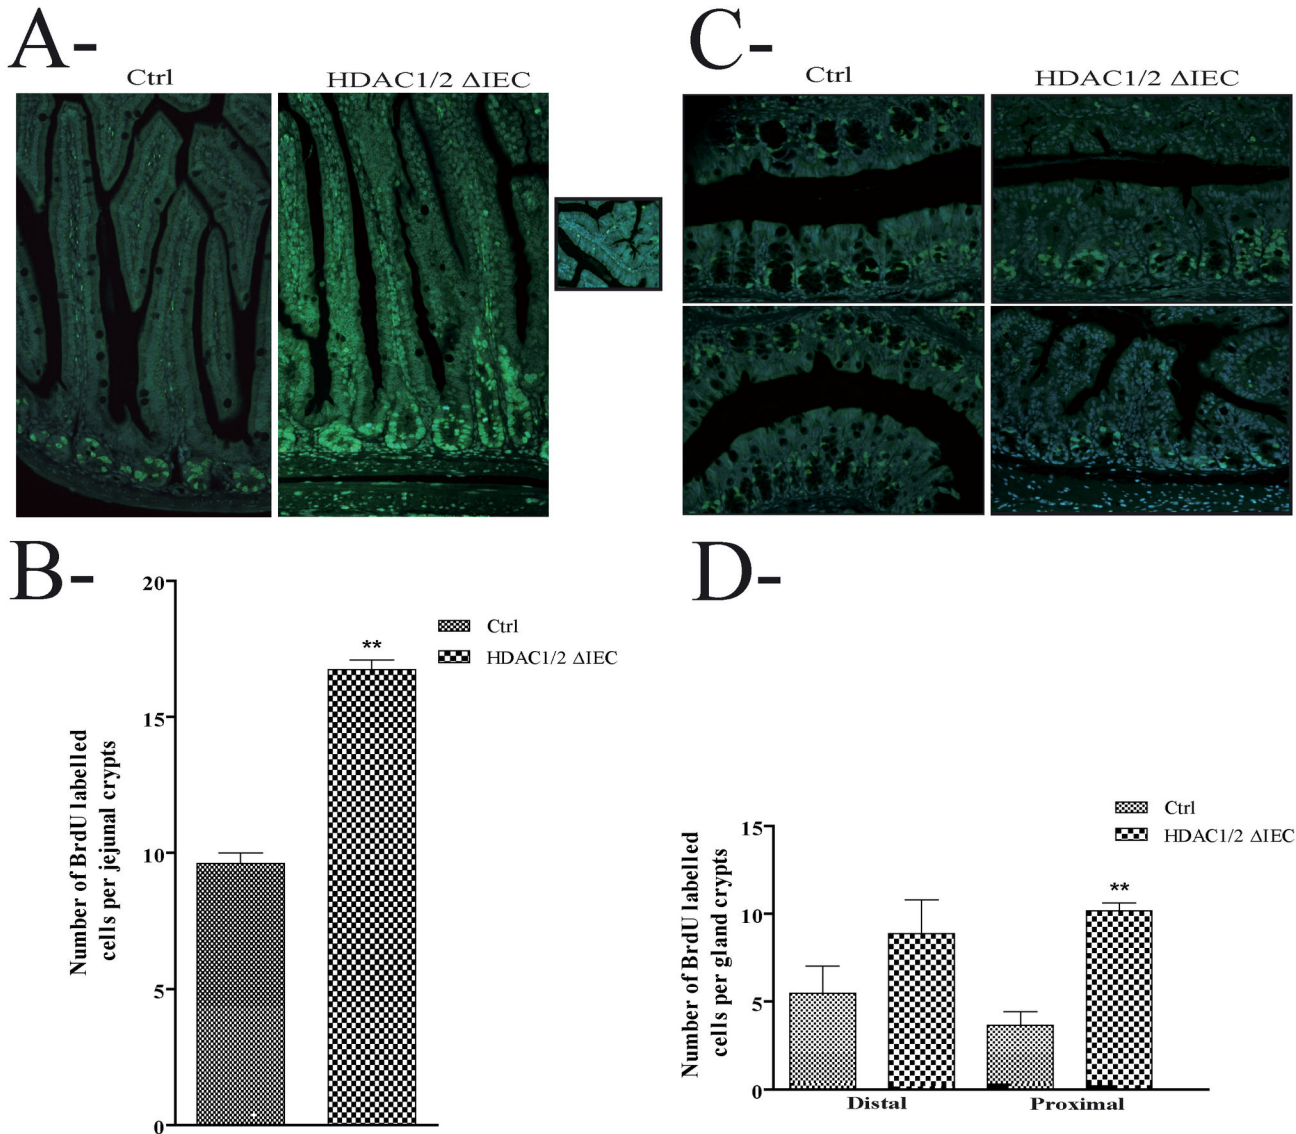 A-
Ctrl
HDAC1/2 ΔIEC
C-
Ctrl
HDAC1/2 ΔIEC
B-
Number of BrdU labelled
cells per jejunal crypts
20
15
10
5
0
**
Ctrl
HDAC1/2 ΔIEC
D-
Number of BrdU labelled
cells per gland crypts
15
10
5
0
**
Ctrl
HDAC1/2 ΔIEC
Distal
Proximal